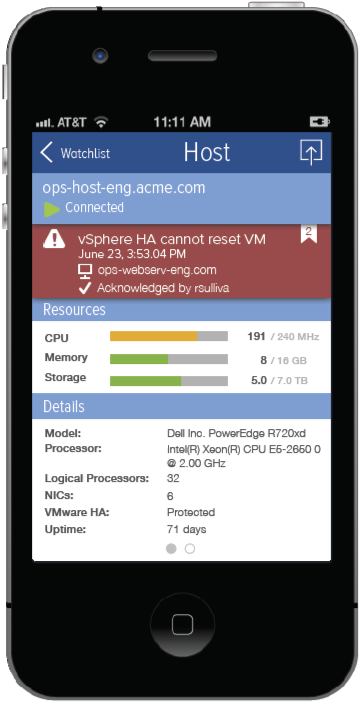 AT&T 11:11 AM
Watchlist Host
ops-host-eng.acme.com
Connected
vSphere HA cannot reset VM 2
June 23, 3:53.04 PM
ops-webserv-eng.com
Acknowledged by rsulliva
Resources
CPU 191 / 240 MHz
Memory 8 / 16 GB
Storage 5.0 / 7.0 TB
Details
Model: Dell Inc. PowerEdge R720xd
Processor: Intel(R) Xeon(R) CPU E5-2650 0
@ 2.00 GHz
Logical Processors: 32
NICs: 6
VMware HA: Protected
Uptime: 71 days